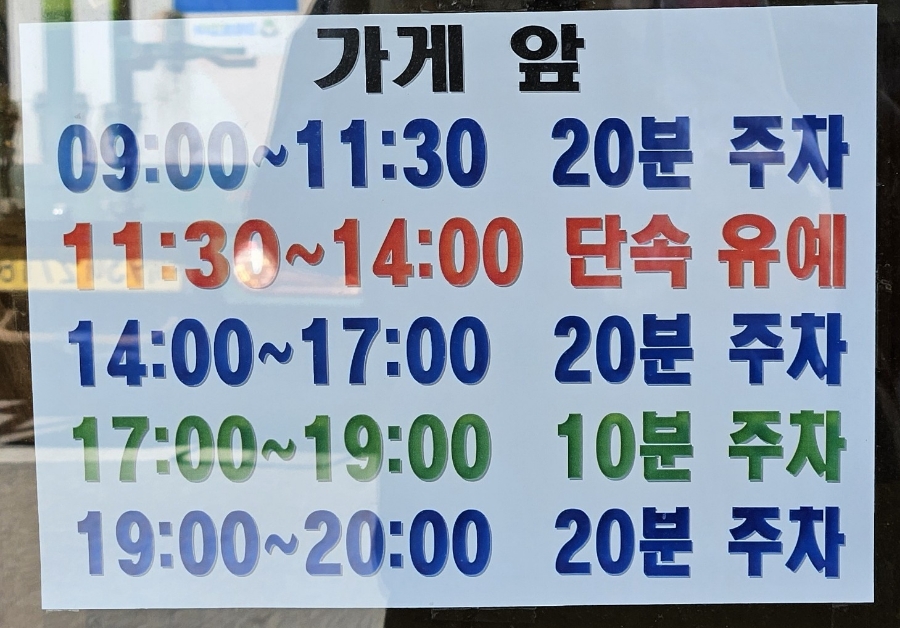 가게 앞
09:00~11:30 20분 주차
11:30~14:00 단속 유예
14:00~17:00 20분 주차
17:00~19:00 10분 주차
19:00~20:00 20분 주차